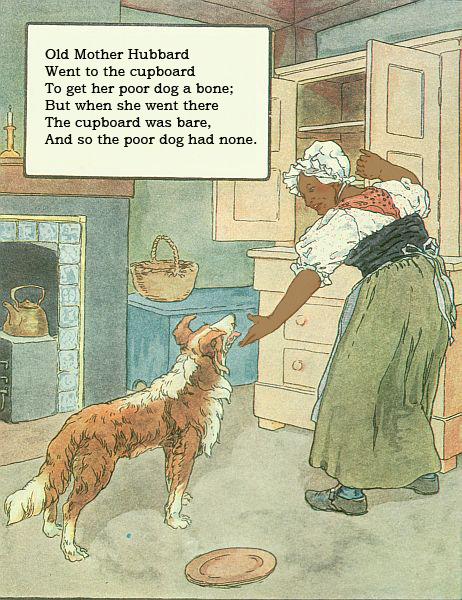 Old Mother Hubbard
Went to the cupboard
To get her poor dog a bone;
But when she went there
The cupboard was bare,
And so the poor dog had none.